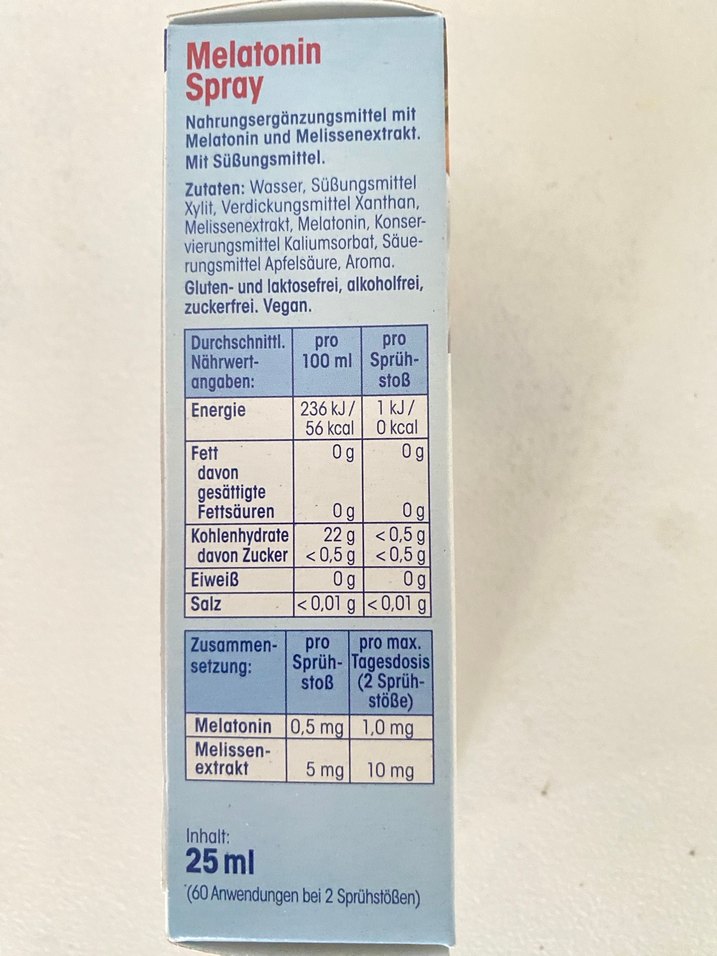 Melatonin
Spray
Nahrungsergänzungsmittel mit
Melatonin und Melissenextrakt.
Mit Süßungsmittel.
Zutaten: Wasser, Süßungsmittel
Xylit, Verdickungsmittel Xanthan,
Melissenextrakt, Melatonin, Konser-
vierungsmittel Kaliumsorbat, Säue-
rungsmittel Apfelsäure, Aroma.
Gluten- und laktosefrei, alkoholfrei,
zuckerfrei. Vegan.
Durchschnittl. pro pro
Nährwert- 100 ml Sprüh-
angaben: stoß
Energie 236 kJ / 1 kJ /
56 kcal 0 kcal
Fett 0 g 0 g
davon
gesättigte
Fettsäuren 0 g 0 g
Kohlenhydrate 22 g < 0,5 g
davon Zucker < 0,5 g < 0,5 g
Eiweiß 0 g 0 g
Salz < 0,01 g < 0,01 g
Zusammen- pro pro max.
setzung: Sprüh- Tagesdosis
stoß (2 Sprüh-
stöße)
Melatonin 0,5 mg 1,0 mg
Melissen-
extrakt 5 mg 10 mg
Inhalt:
25 ml
(60 Anwendungen bei 2 Sprühstößen)